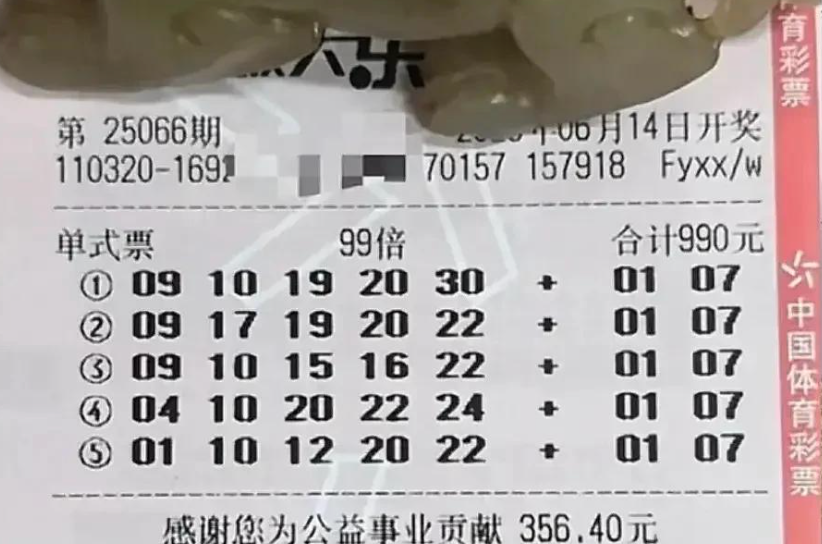 乐
第 25066期 年06月14日开奖
110320-169 70157 157918 Fyxx/w
单式票 99倍 合计990元
① 09 10 19 20 30 + 01 07
② 09 17 19 20 22 + 01 07
③ 09 10 15 16 22 + 01 07
④ 04 10 20 22 24 + 01 07
⑤ 01 10 12 20 22 + 01 07
感谢您为公益事业贡献 356.40元
育彩票
中国体育彩票